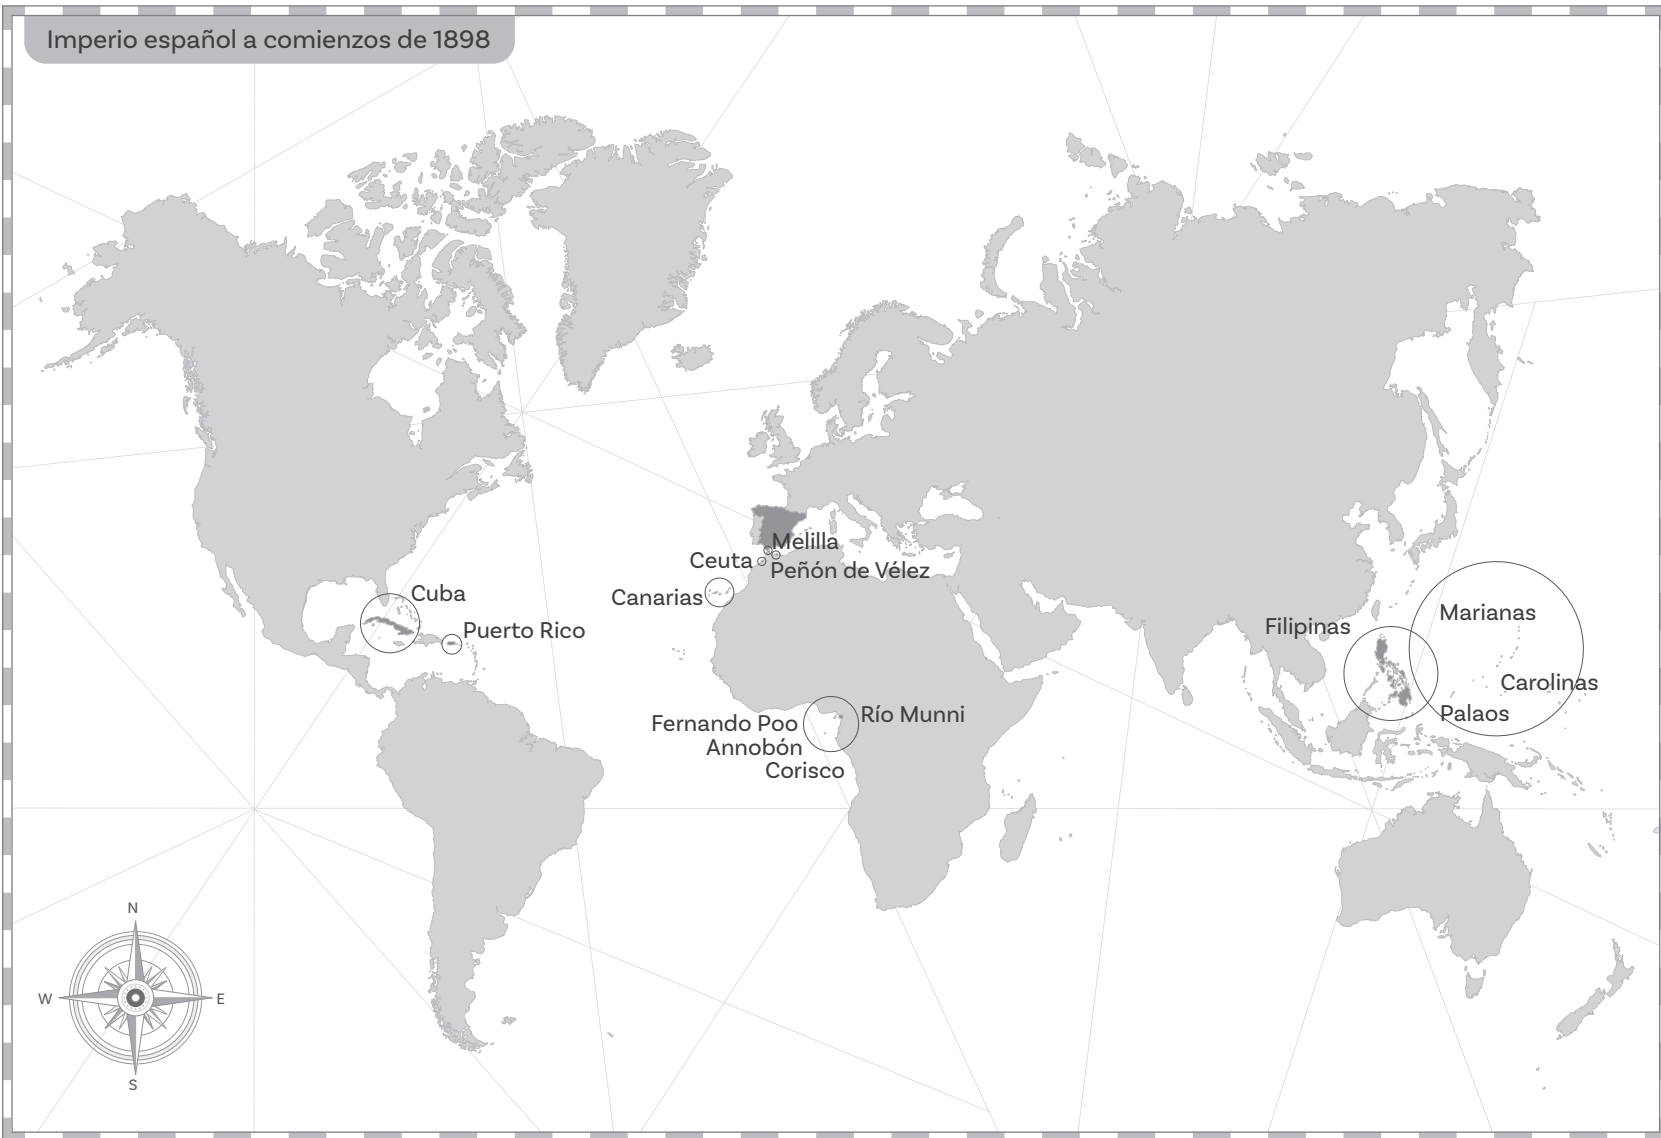 Imperio español a comienzos de 1898
Melilla
Ceuta
Peñón de Vélez
Canarias
Cuba
Puerto Rico
Marianas
Filipinas
Carolinas
Palaos
Fernando Poo
Río Munni
Annobón
Corisco
N
W
E
S